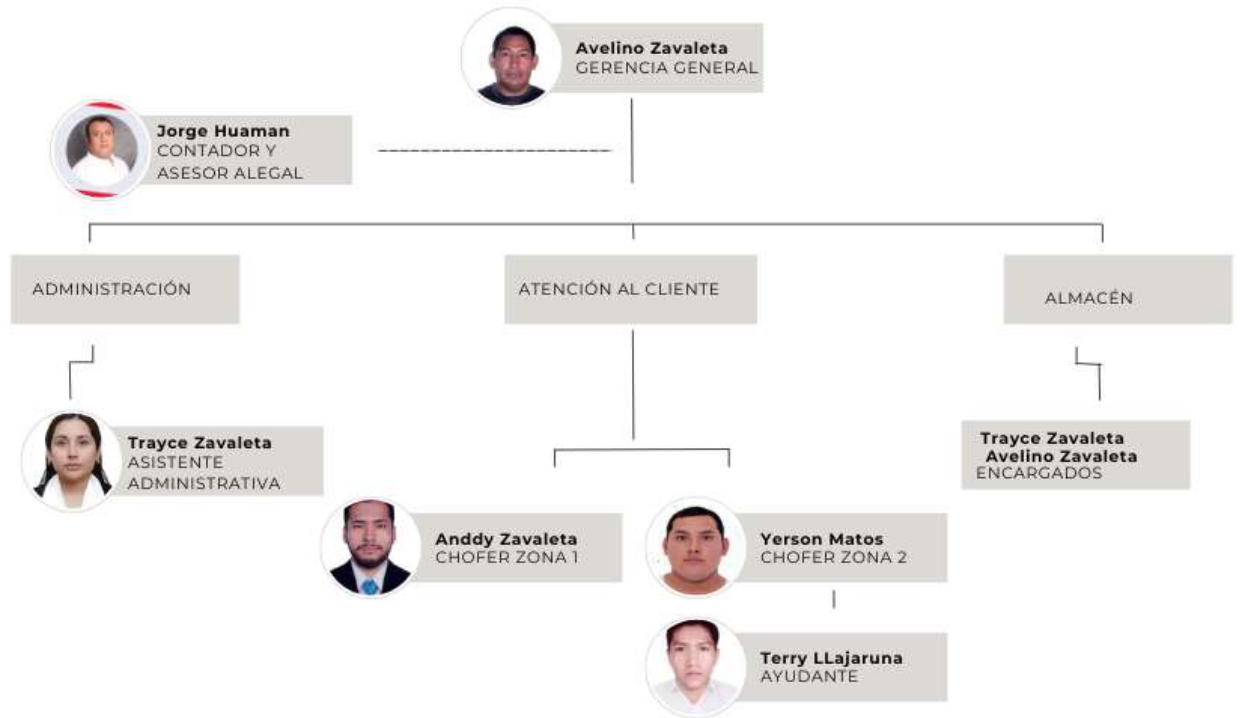 Avelino Zavaleta
GERENCIA GENERAL
Jorge Huaman
CONTADOR Y
ASESOR ALEGAL
ADMINISTRACIÓN
ATENCIÓN AL CLIENTE
ALMACÉN
Trayce Zavaleta
ASISTENTE
ADMINISTRATIVA
Trayce Zavaleta
Avelino Zavaleta
ENCARGADOS
Anddy Zavaleta
CHOFER ZONA 1
Yerson Matos
CHOFER ZONA 2
Terry LLajaruna
AYUDANTE